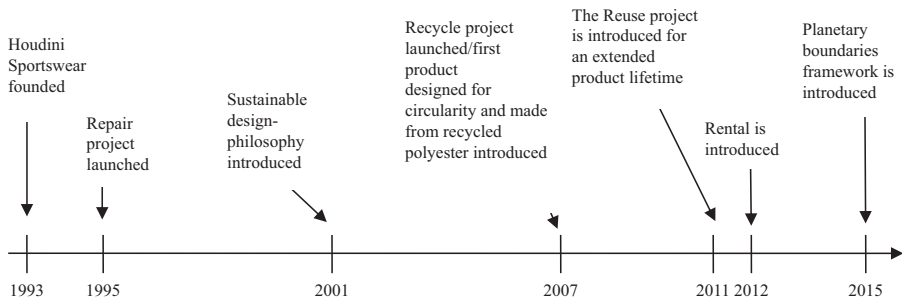 Houdini
Sportswear
founded
Repair
project
launched
Sustainable
design-
philosophy
introduced
Recycle project
launched/first
product
designed for
circularity and made
from recycled
polyester introduced
The Reuse project
is introduced for
an extended
product lifetime
Rental is
introduced
Planetary
boundaries
framework is
introduced
1993
1995
2001
2007
2011
2012
2015